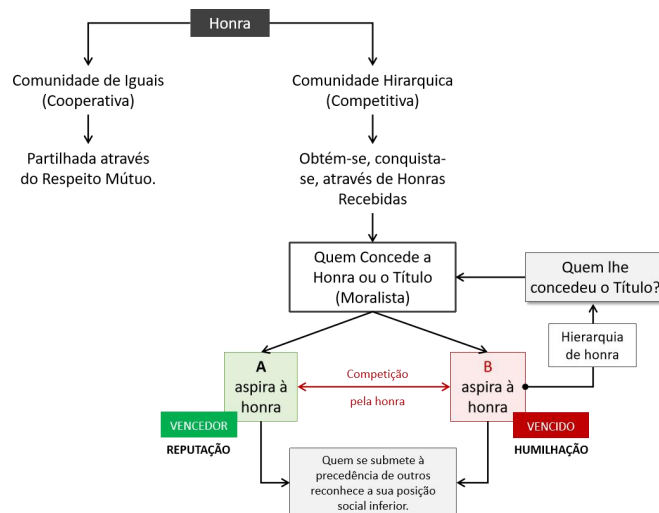 Honra
Comunidade de Iguais
(Cooperativa)
Comunidade Hirarquica
(Competitiva)
Partilhada através
do Respeito Mútuo.
Obtém-se, conquista-
se, através de Honras
Recebidas
Quem Concede a
Honra ou o Título
(Moralista)
Quem lhe
concedeu o Título?
Hierarquia
de honra
A
aspira à
honra
Competição
pela honra
B
aspira à
honra
VENCEDOR
REPUTAÇÃO
VENCIDO
HUMILHAÇÃO
Quem se submete à
precedência de outros
reconhece a sua posição
social inferior.